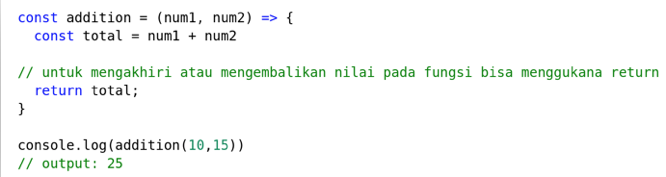 const addition = (num1, num2) => {
  const total = num1 + num2

// untuk mengakhiri atau mengembalikan nilai pada fungsi bisa menggukana return
  return total;
}

console.log(addition(10,15))
// output: 25